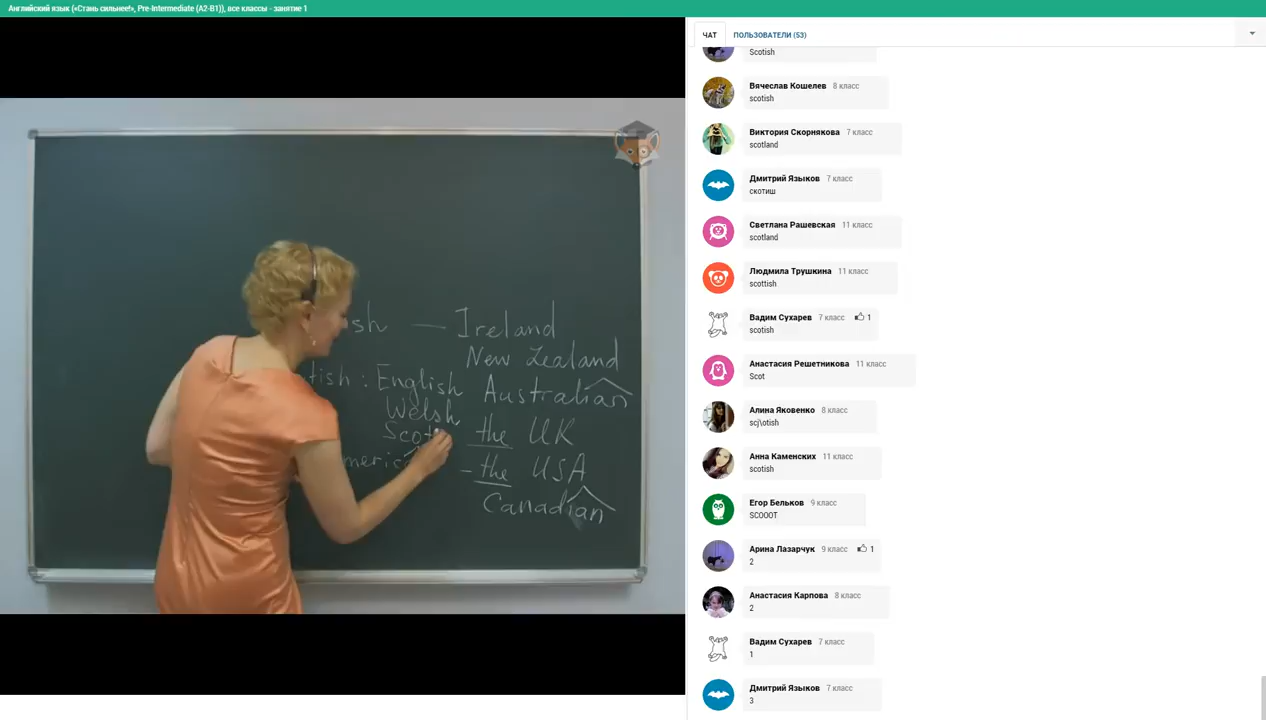 Английский язык («Стань сильнее!», Pre-Intermediate (A2-B1)), все классы - занятие 1
ish — Ireland
New Zealand
tish : English
Australian
Welsh,
Scot
the UK
meric
- the USA
Canadian
ЧАТ
ПОЛЬЗОВАТЕЛИ (53)
Scotish
Вячеслав Кошелев 8 класс
scotish
Виктория Скорнякова 7 класс
scotland
Дмитрий Языков 7 класс
скотиш
Светлана Рашевская 11 класс
scotland
Людмила Трушкина 11 класс
scottish
Вадим Сухарев 7 класс 1
scotish
Анастасия Решетникова 11 класс
Scot
Алина Яковенко 8 класс
scj\otish
Анна Каменских 11 класс
scotish
Егор Бельков 9 класс
SCOOOT
Арина Лазарчук 9 класс 1
2
Анастасия Карпова 8 класс
2
Вадим Сухарев 7 класс
1
Дмитрий Языков 7 класс
3